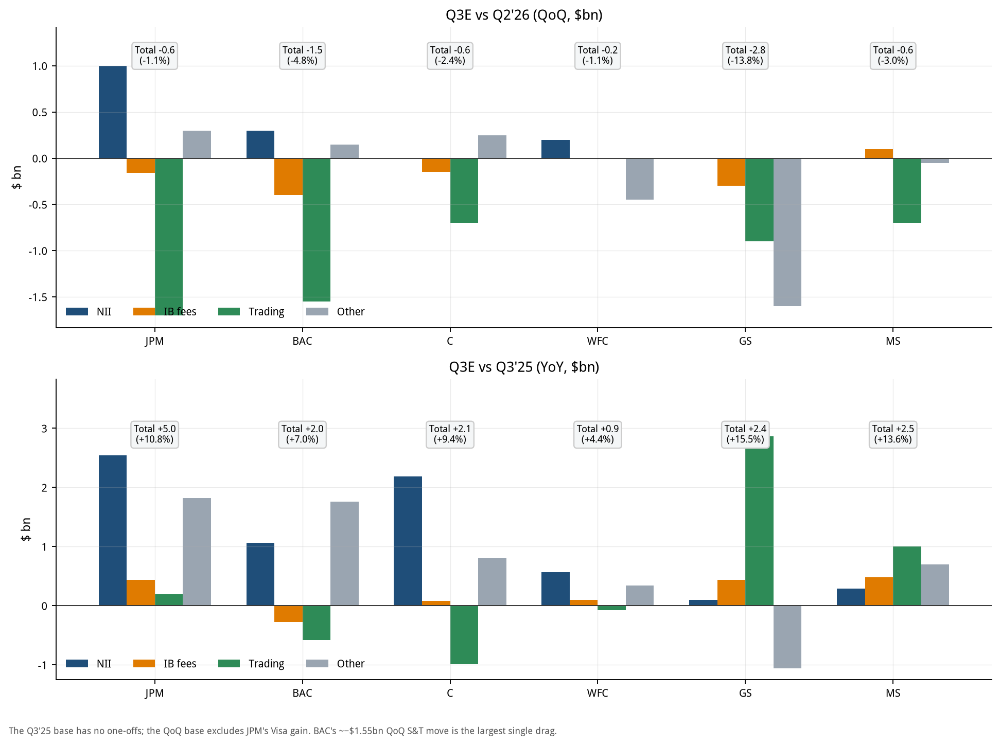 Q3E vs Q2'26 (QoQ, $bn)
Total -0.6
(-1.1%)
Total -1.5
(-4.8%)
Total -0.6
(-2.4%)
Total -0.2
(-1.1%)
Total -2.8
(-13.8%)
Total -0.6
(-3.0%)
1.0
0.5
0.0
-0.5
-1.0
-1.5
$ bn
NII IB fees Trading Other
JPM BAC C WFC GS MS
Q3E vs Q3'25 (YoY, $bn)
Total +5.0
(+10.8%)
Total +2.0
(+7.0%)
Total +2.1
(+9.4%)
Total +0.9
(+4.4%)
Total +2.4
(+15.5%)
Total +2.5
(+13.6%)
3
2
1
0
-1
$ bn
NII IB fees Trading Other
JPM BAC C WFC GS MS
The Q3'25 base has no one-offs; the QoQ base excludes JPM's Visa gain. BAC's ~−$1.55bn QoQ S&T move is the largest single drag.